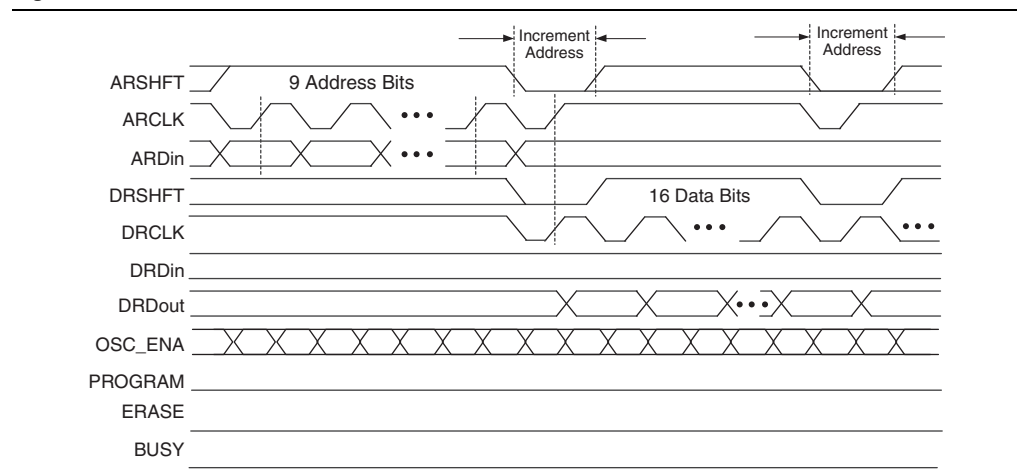 Increment
Address
Increment
Address
ARSHFT
9 Address Bits
ARCLK
ARDin
DRSHFT
16 Data Bits
DRCLK
DRDin
DRDout
OSC_ENA
PROGRAM
ERASE
BUSY